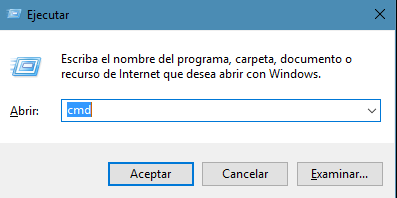 Ejecutar
Escriba el nombre del programa, carpeta, documento o
recurso de Internet que desea abrir con Windows.
Abrir: cmd
Aceptar Cancelar Examinar...